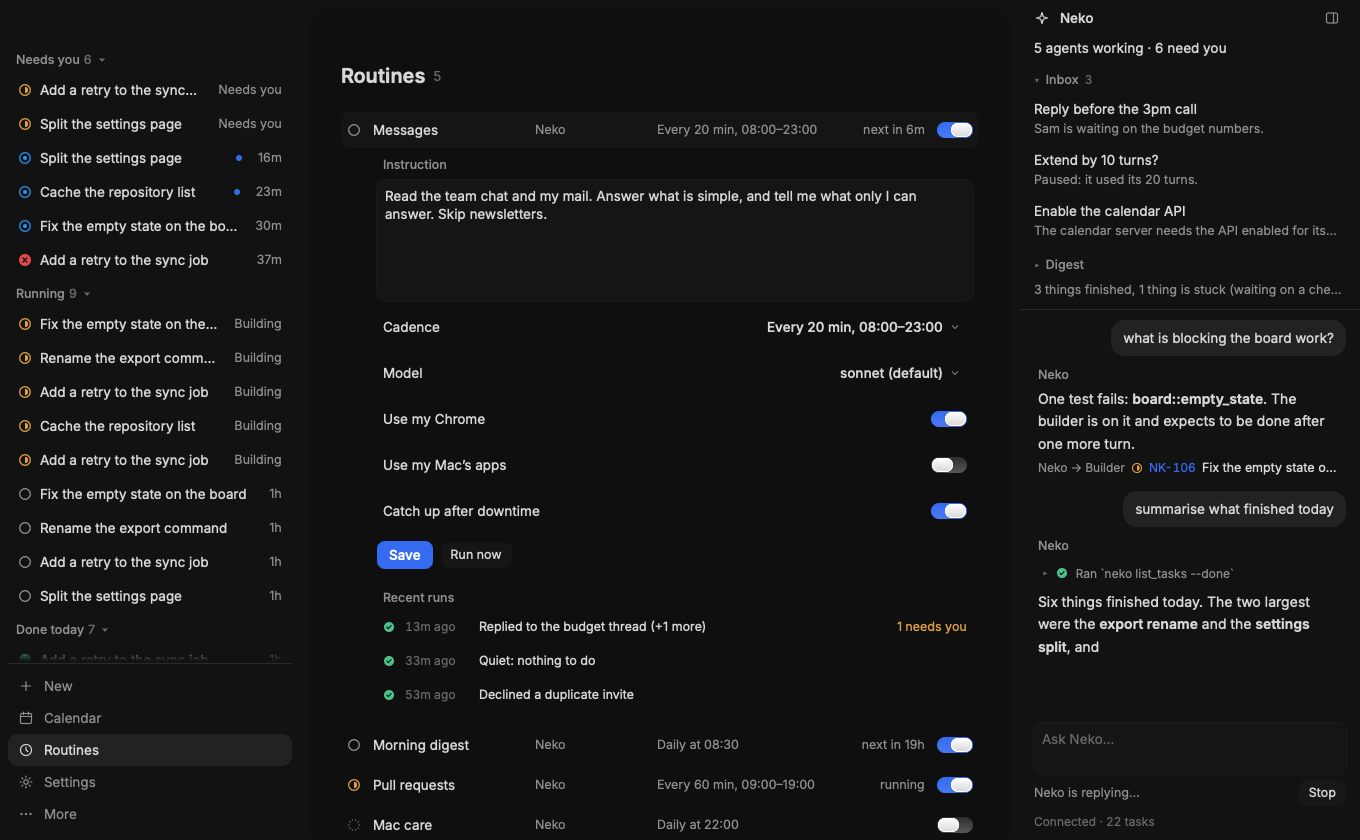 Needs you 6
Add a retry to the sync... Needs you
Split the settings page Needs you
Split the settings page 16m
Cache the repository list 23m
Fix the empty state on the bo... 30m
Add a retry to the sync job 37m
Running 9
Fix the empty state on the... Building
Rename the export comm... Building
Add a retry to the sync job Building
Cache the repository list Building
Add a retry to the sync job Building
Fix the empty state on the board 1h
Rename the export command 1h
Add a retry to the sync job 1h
Split the settings page 1h
Done today 7
Add a retry to the sync job 1h
New
Calendar
Routines
Settings
More
Routines 5
Messages Neko Every 20 min, 08:00–23:00 next in 6m
Instruction
Read the team chat and my mail. Answer what is simple, and tell me what only I can
answer. Skip newsletters.
Cadence Every 20 min, 08:00–23:00
Model sonnet (default)
Use my Chrome
Use my Mac’s apps
Catch up after downtime
Save Run now
Recent runs
13m ago Replied to the budget thread (+1 more) 1 needs you
33m ago Quiet: nothing to do
53m ago Declined a duplicate invite
Morning digest Neko Daily at 08:30 next in 19h
Pull requests Neko Every 60 min, 09:00–19:00 running
Mac care Neko Daily at 22:00
Neko
5 agents working · 6 need you
Inbox 3
Reply before the 3pm call
Sam is waiting on the budget numbers.
Extend by 10 turns?
Paused: it used its 20 turns.
Enable the calendar API
The calendar server needs the API enabled for its...
Digest
3 things finished, 1 thing is stuck (waiting on a che...
what is blocking the board work?
Neko
One test fails: board::empty_state. The
builder is on it and expects to be done after
one more turn.
Neko → Builder NK-106 Fix the empty state o...
summarise what finished today
Neko
Ran `neko list_tasks --done`
Six things finished today. The two largest
were the export rename and the settings
split, and
Ask Neko...
Neko is replying... Stop
Connected · 22 tasks